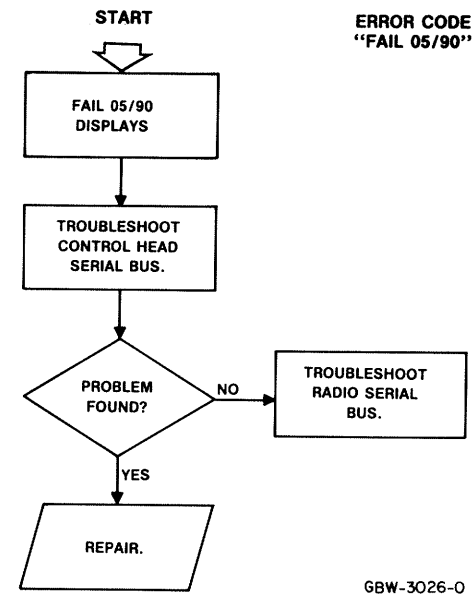 START
ERROR CODE
“FAIL 05/90”
FAIL 05/90
DISPLAYS
TROUBLESHOOT
CONTROL HEAD
SERIAL BUS.
PROBLEM
FOUND?
NO
TROUBLESHOOT
RADIO SERIAL
BUS.
YES
REPAIR.
GBW-3026-0